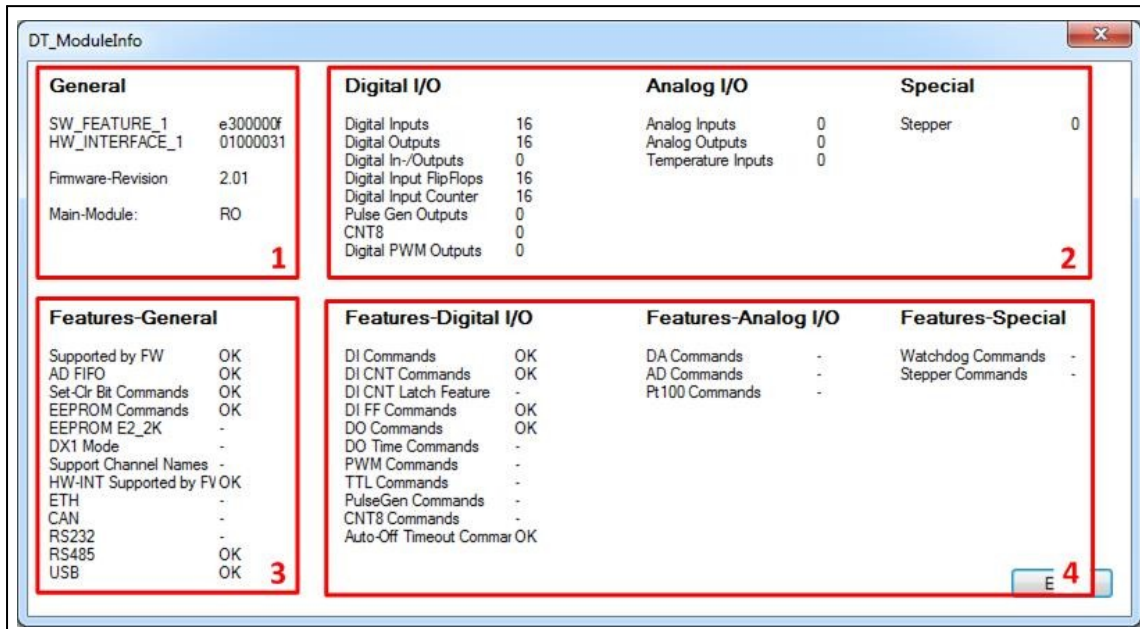 DT_ModuleInfo
x
General
SW_FEATURE_1 e300000f
HW_INTERFACE_1 01000031
Firmware-Revision 2.01
Main-Module: RO
1
Digital I/O
Digital Inputs 16
Digital Outputs 16
Digital In-/Outputs 0
Digital Input FlipFlops 16
Digital Input Counter 16
Pulse Gen Outputs 0
CNT8 0
Digital PWM Outputs 0
Analog I/O
Analog Inputs 0
Analog Outputs 0
Temperature Inputs 0
Special
Stepper 0
2
Features-General
Supported by FW OK
AD FIFO OK
Set-Clr Bit Commands OK
EEPROM Commands OK
EEPROM E2_2K -
DX1 Mode -
Support Channel Names -
HW-INT Supported by FW OK
ETH -
CAN -
RS232 -
RS485 OK
USB OK
3
Features-Digital I/O
DI Commands OK
DI CNT Commands OK
DI CNT Latch Feature -
DI FF Commands OK
DO Commands OK
DO Time Commands -
PWM Commands -
TTL Commands -
PulseGen Commands -
CNT8 Commands -
Auto-Off Timeout Commar OK
Features-Analog I/O
DA Commands -
AD Commands -
Pt100 Commands -
Features-Special
Watchdog Commands -
Stepper Commands -
E
4